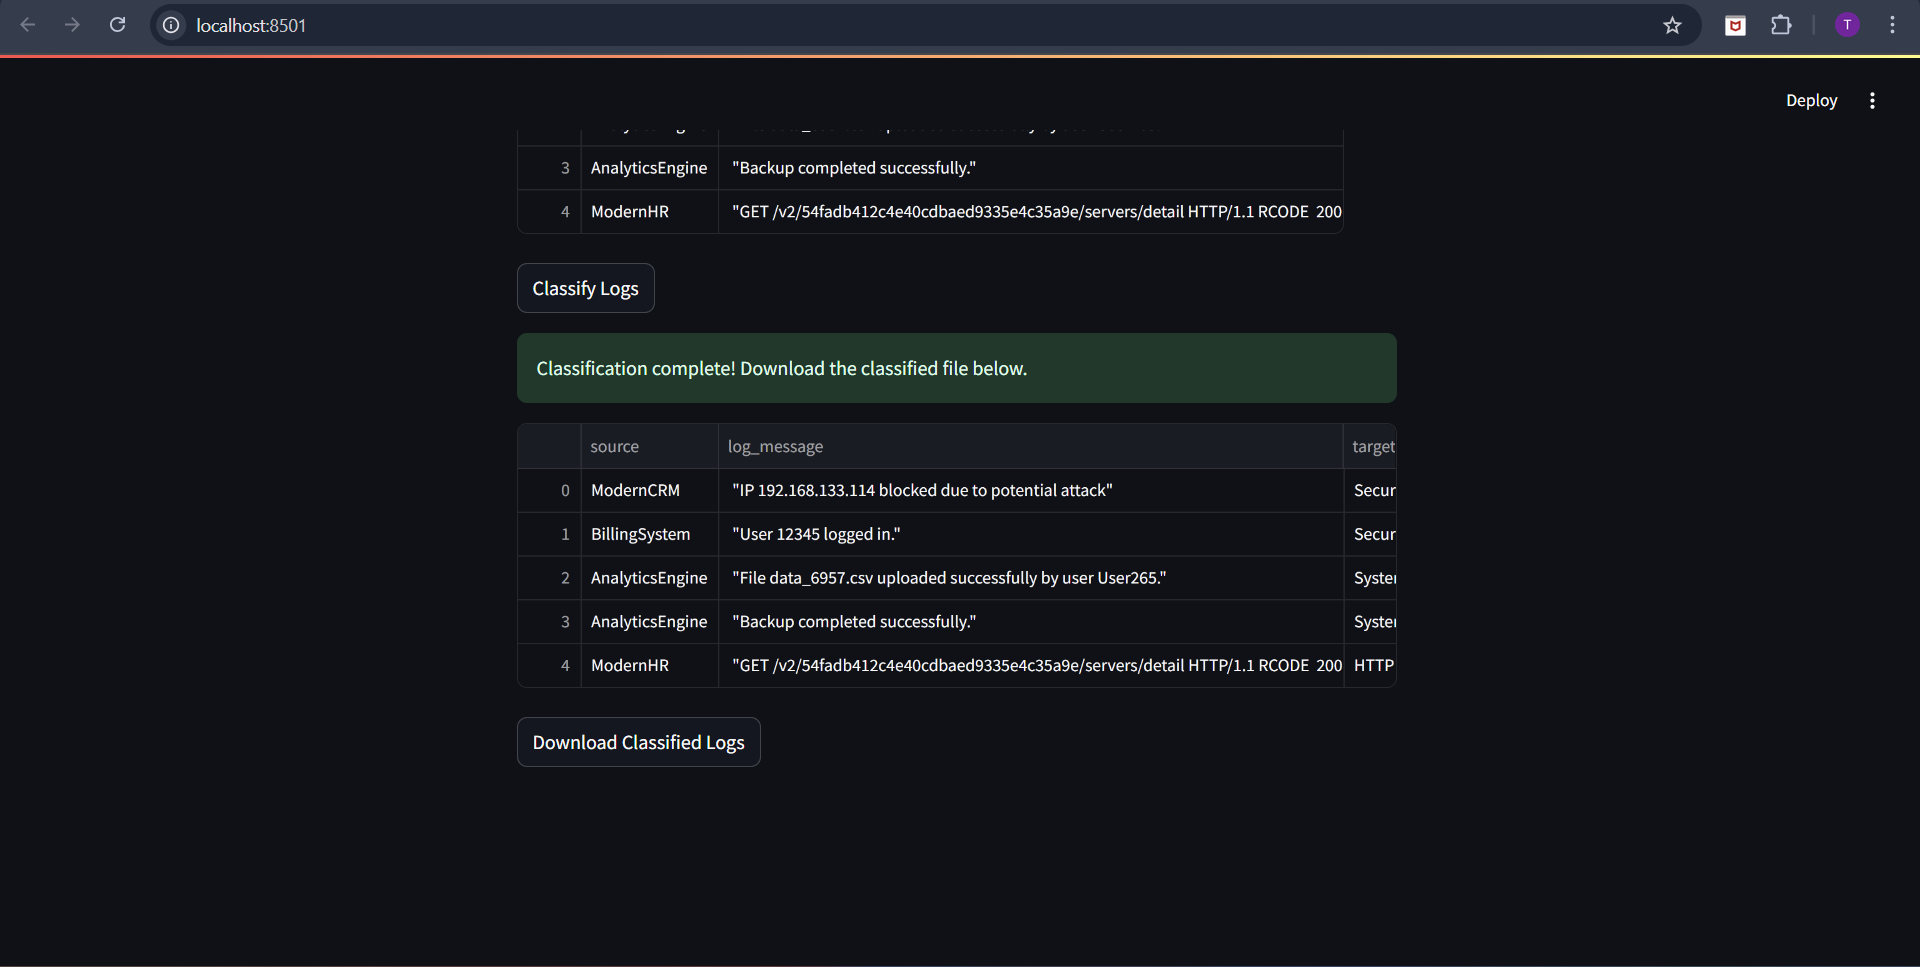 localhost:8501
T
Deploy
3 AnalyticsEngine "Backup completed successfully."
4 ModernHR "GET /v2/54fadb412c4e40cdbaed9335e4c35a9e/servers/detail HTTP/1.1 RCODE 200
Classify Logs
Classification complete! Download the classified file below.
source log_message target
0 ModernCRM "IP 192.168.133.114 blocked due to potential attack" Secur
1 BillingSystem "User 12345 logged in." Secur
2 AnalyticsEngine "File data_6957.csv uploaded successfully by user User265." Syste
3 AnalyticsEngine "Backup completed successfully." Syste
4 ModernHR "GET /v2/54fadb412c4e40cdbaed9335e4c35a9e/servers/detail HTTP/1.1 RCODE 200 HTTP
Download Classified Logs